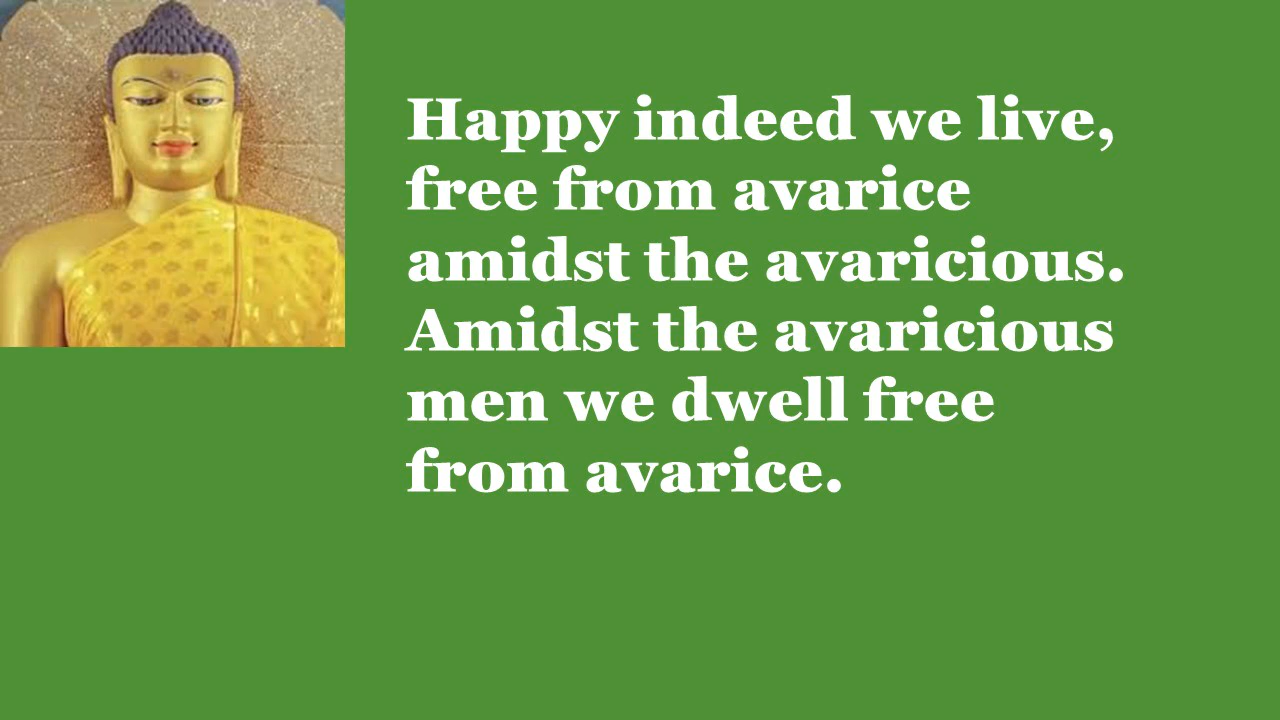 Happy indeed we live,
free from avarice
amidst the avaricious.
Amidst the avaricious
men we dwell free
from avarice.